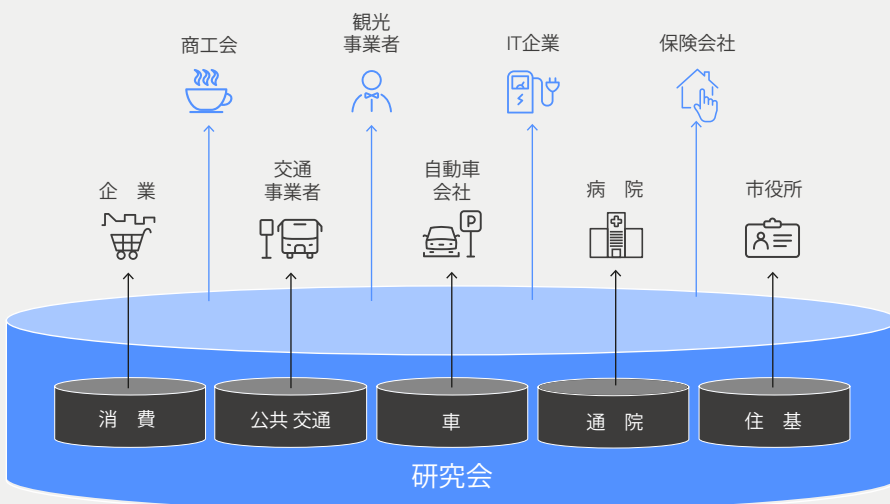 商工会
観光
事業者
IT企業
保険会社
企　業
交通
事業者
自動車
会社
P
病　院
市役所
消　費
公共交通
車
通　院
住　基
研究会